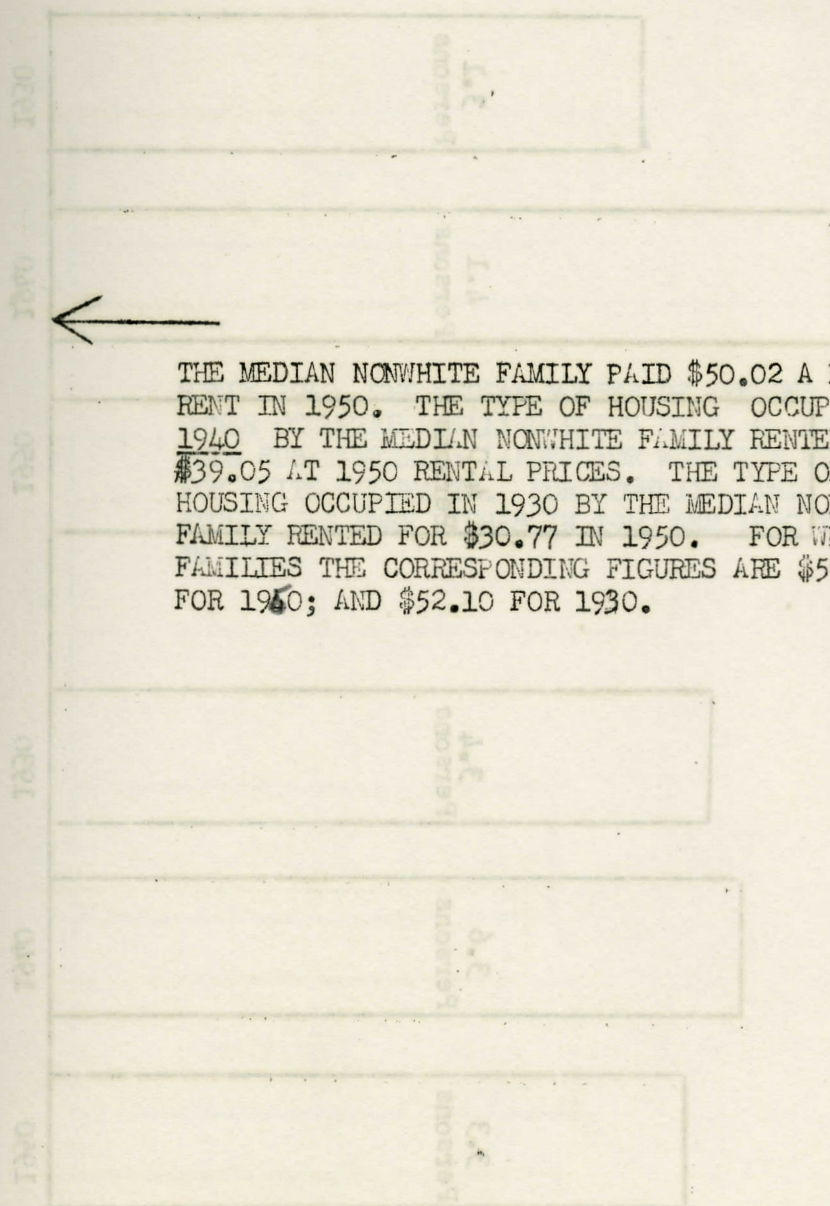 THE MEDIAN NONWHITE FAMILY PAID $50.02 A
RENT IN 1950. THE TYPE OF HOUSING OCCUP
1940 BY THE MEDIAN NONWHITE FAMILY RENTE
$39.05 AT 1950 RENTAL PRICES. THE TYPE O
HOUSING OCCUPIED IN 1930 BY THE MEDIAN NO
FAMILY RENTED FOR $30.77 IN 1950. FOR W
FAMILIES THE CORRESPONDING FIGURES ARE $5
FOR 1940; AND $52.10 FOR 1930.